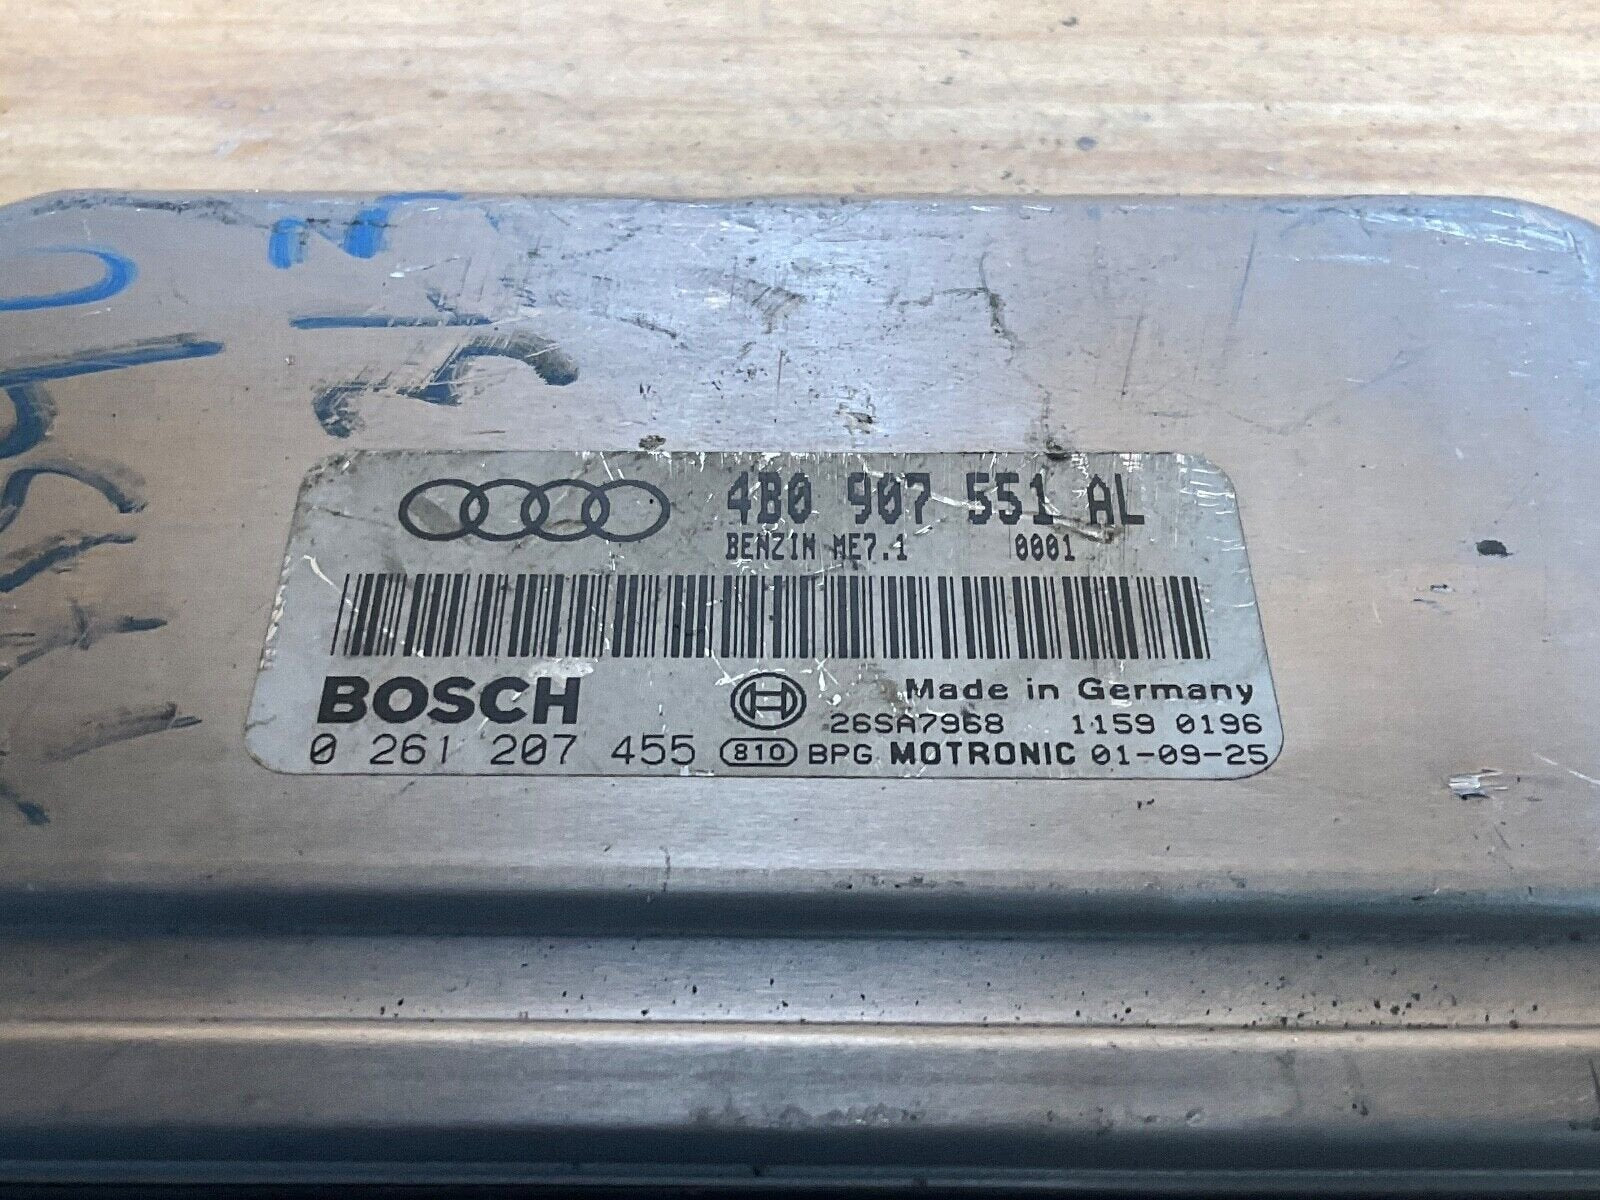 4B0 907 551 AL
BENZIN ME7.1 0001
BOSCH Made in Germany
26SA7968 1159 0196
0 261 207 455 810 BPG MOTRONIC 01-09-25